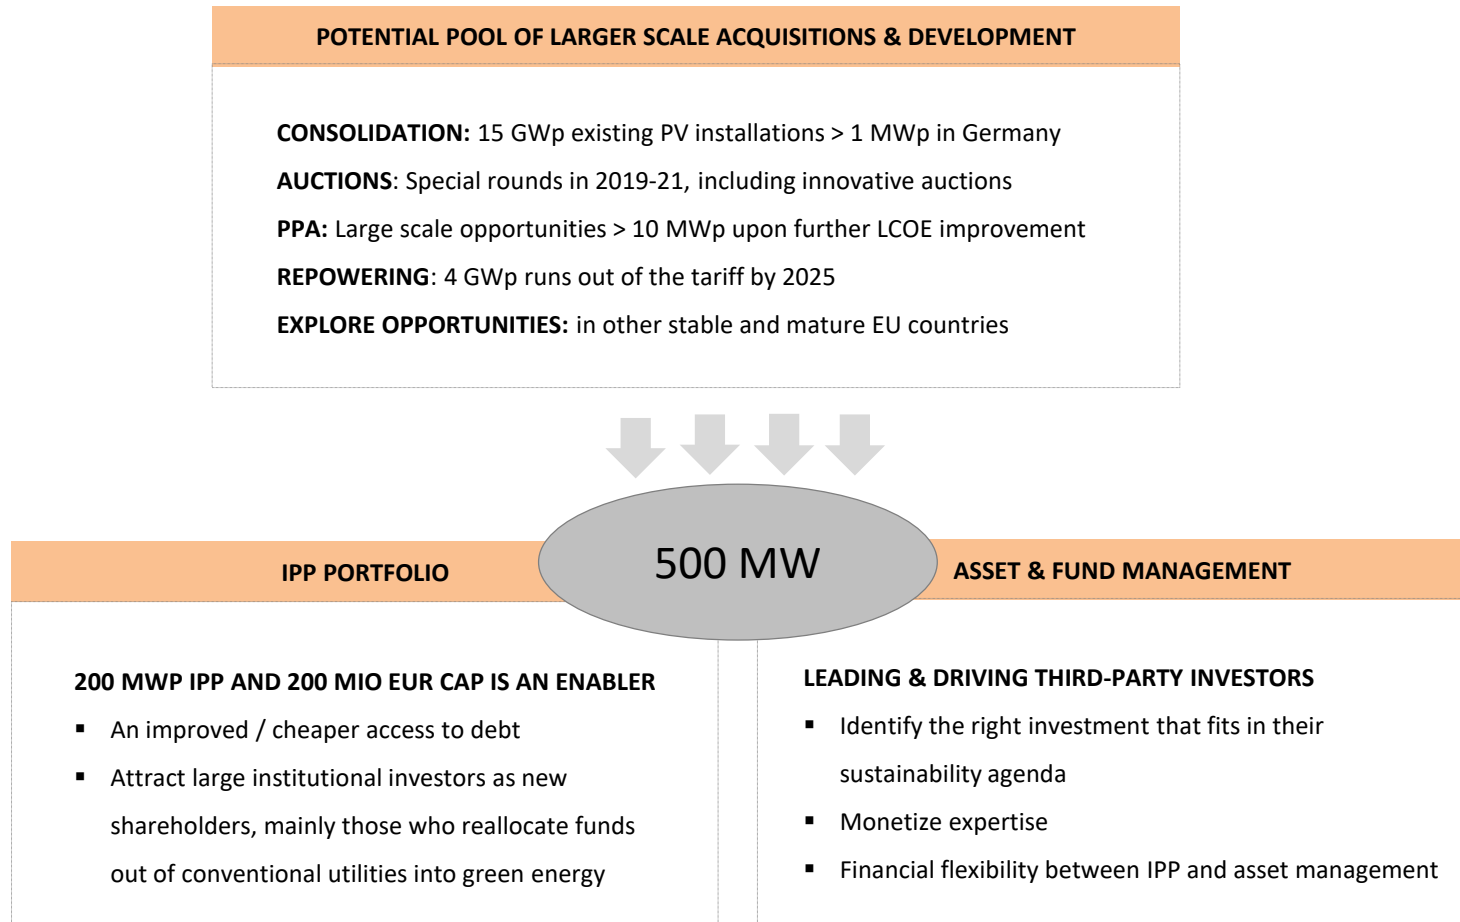 POTENTIAL POOL OF LARGER SCALE ACQUISITIONS & DEVELOPMENT
CONSOLIDATION: 15 GWp existing PV installations > 1 MWp in Germany
AUCTIONS: Special rounds in 2019-21, including innovative auctions
PPA: Large scale opportunities > 10 MWp upon further LCOE improvement
REPOWERING: 4 GWp runs out of the tariff by 2025
EXPLORE OPPORTUNITIES: in other stable and mature EU countries
500 MW
IPP PORTFOLIO
200 MWP IPP AND 200 MIO EUR CAP IS AN ENABLER
▪ An improved / cheaper access to debt
▪ Attract large institutional investors as new
shareholders, mainly those who reallocate funds
out of conventional utilities into green energy
ASSET & FUND MANAGEMENT
LEADING & DRIVING THIRD-PARTY INVESTORS
▪ Identify the right investment that fits in their
sustainability agenda
▪ Monetize expertise
▪ Financial flexibility between IPP and asset management